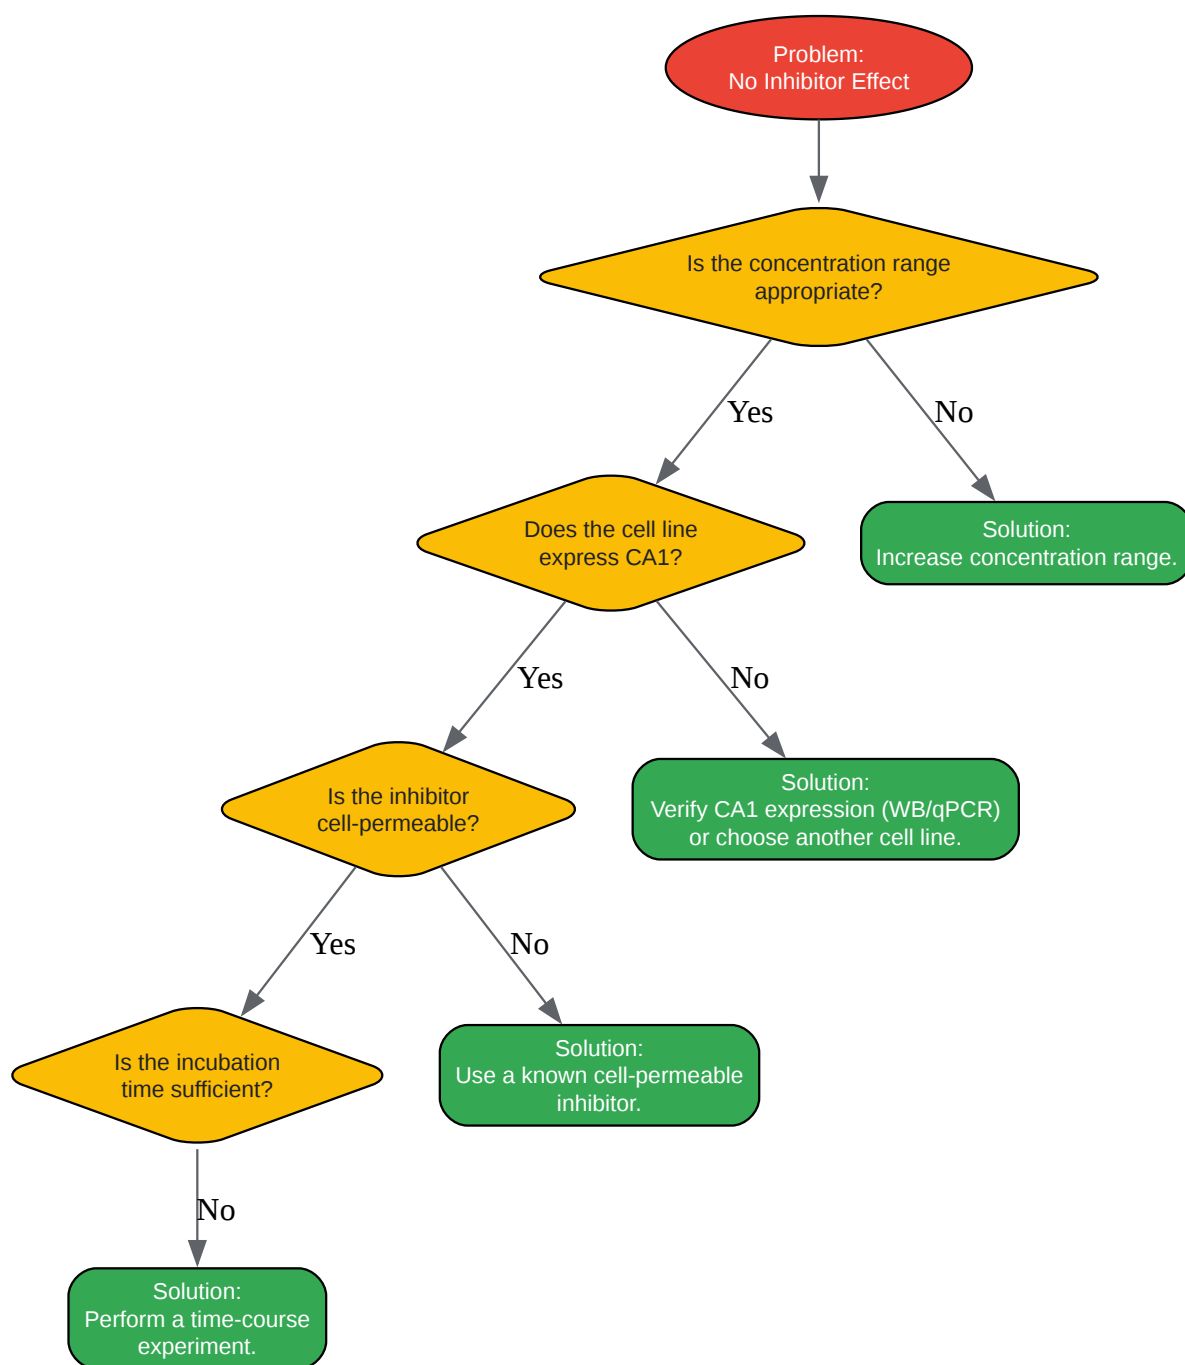 Problem:
No Inhibitor Effect
Is the concentration range
appropriate?
Yes
No
Does the cell line
express CA1?
Solution:
Increase concentration range.
Yes
No
Is the inhibitor
cell-permeable?
Solution:
Verify CA1 expression (WB/qPCR)
or choose another cell line.
Yes
No
Is the incubation
time sufficient?
Solution:
Use a known cell-permeable
inhibitor.
No
Solution:
Perform a time-course
experiment.